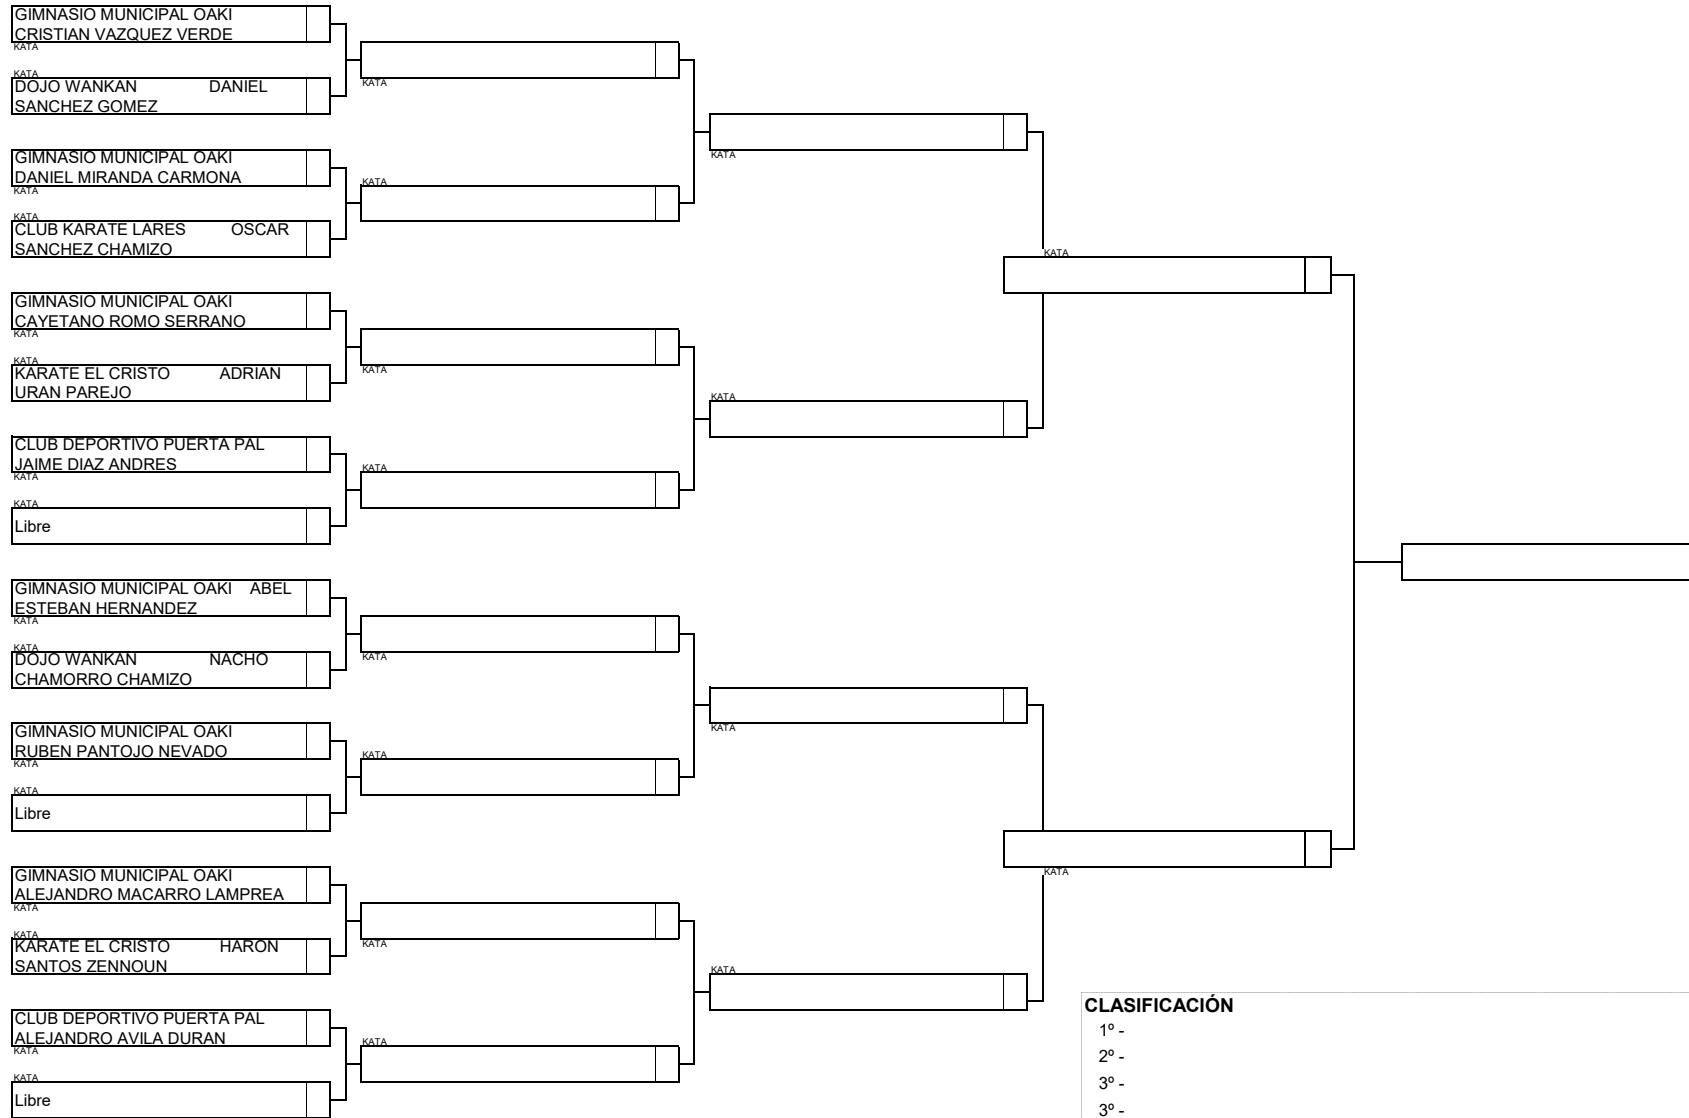 GIMNASIO MUNICIPAL OAKI
CRISTIAN VAZQUEZ VERDE
KATA
KATA
DOJO WANKAN DANIEL
SANCHEZ GOMEZ
GIMNASIO MUNICIPAL OAKI
DANIEL MIRANDA CARMONA
KATA
KATA
CLUB KARATE LARES OSCAR
SANCHEZ CHAMIZO
GIMNASIO MUNICIPAL OAKI
CAYETANO ROMO SERRANO
KATA
KATA
KARATE EL CRISTO ADRIAN
URAN PAREJO
CLUB DEPORTIVO PUERTA PAL
JAIME DIAZ ANDRES
KATA
KATA
Libre
GIMNASIO MUNICIPAL OAKI ABEL
ESTEBAN HERNANDEZ
KATA
KATA
DOJO WANKAN NACHO
CHAMORRO CHAMIZO
GIMNASIO MUNICIPAL OAKI
RUBEN PANTOJO NEVADO
KATA
KATA
Libre
GIMNASIO MUNICIPAL OAKI
ALEJANDRO MACARRO LAMPREA
KATA
KATA
KARATE EL CRISTO HARON
SANTOS ZENNOUN
CLUB DEPORTIVO PUERTA PAL
ALEJANDRO AVILA DURAN
KATA
KATA
Libre
KATA
KATA
KATA
KATA
KATA
KATA
KATA
KATA
KATA
KATA
KATA
KATA
KATA
KATA
CLASIFICACIÓN
1º -
2º -
3º -
3º -